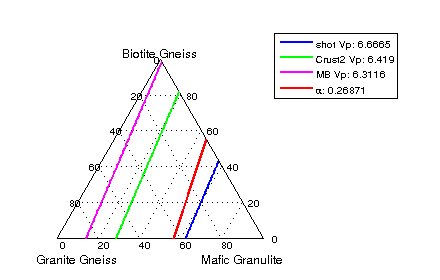 shot Vp: 6.6665
Crust2 Vp: 6.419
MB Vp: 6.3116
α: 0.26871
Biotite Gneiss
0
20 80
40 60
60 40
80 20
0
0 20 40 60 80
Granite Gneiss Mafic Granulite